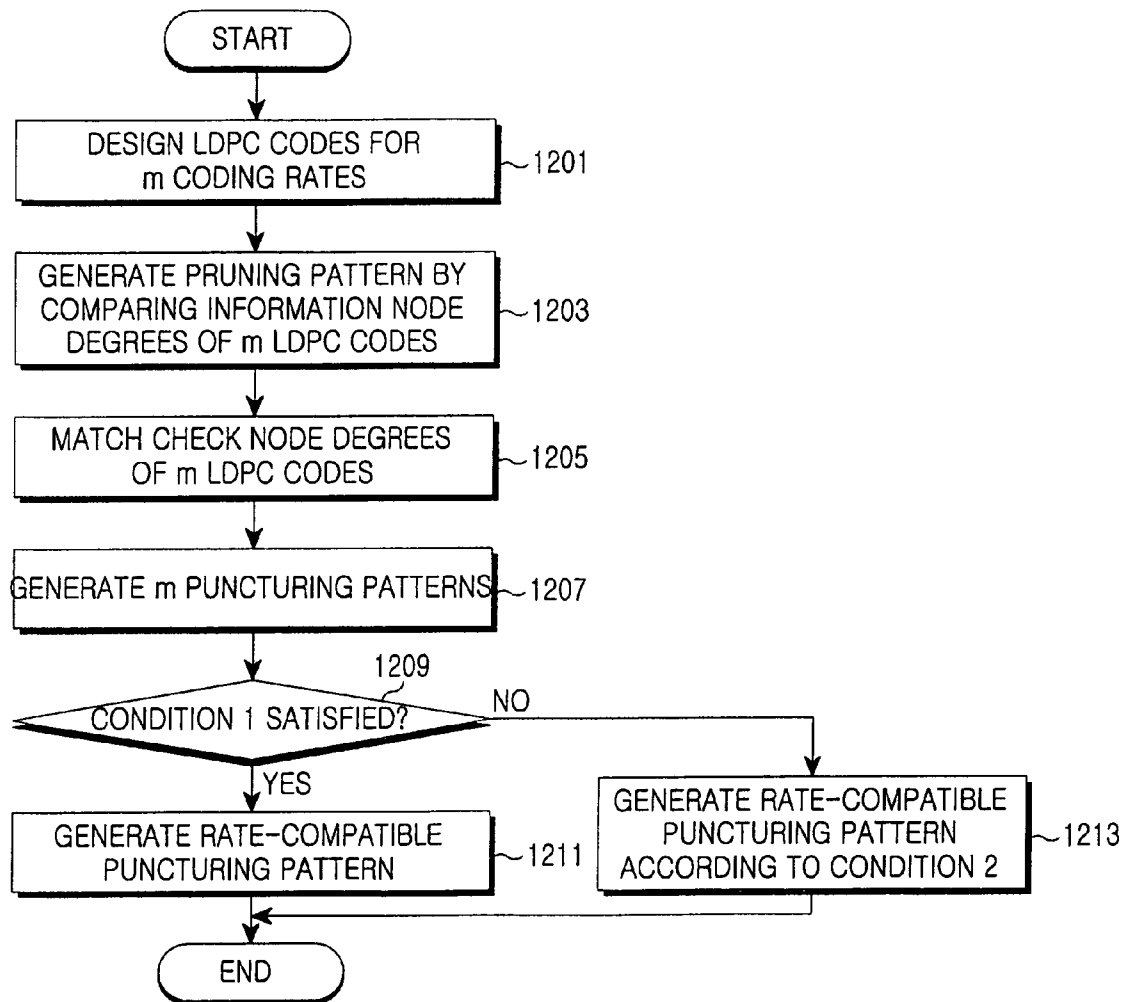 START
DESIGN LDPC CODES FOR
m CODING RATES
1201
GENERATE PRUNING PATTERN BY
COMPARING INFORMATION NODE
DEGREES OF m LDPC CODES
1203
MATCH CHECK NODE DEGREES
OF m LDPC CODES
1205
GENERATE m PUNCTURING PATTERNS
1207
1209
CONDITION 1 SATISFIED?
NO
YES
GENERATE RATE-COMPATIBLE
PUNCTURING PATTERN
1211
GENERATE RATE-COMPATIBLE
PUNCTURING PATTERN
ACCORDING TO CONDITION 2
1213
END